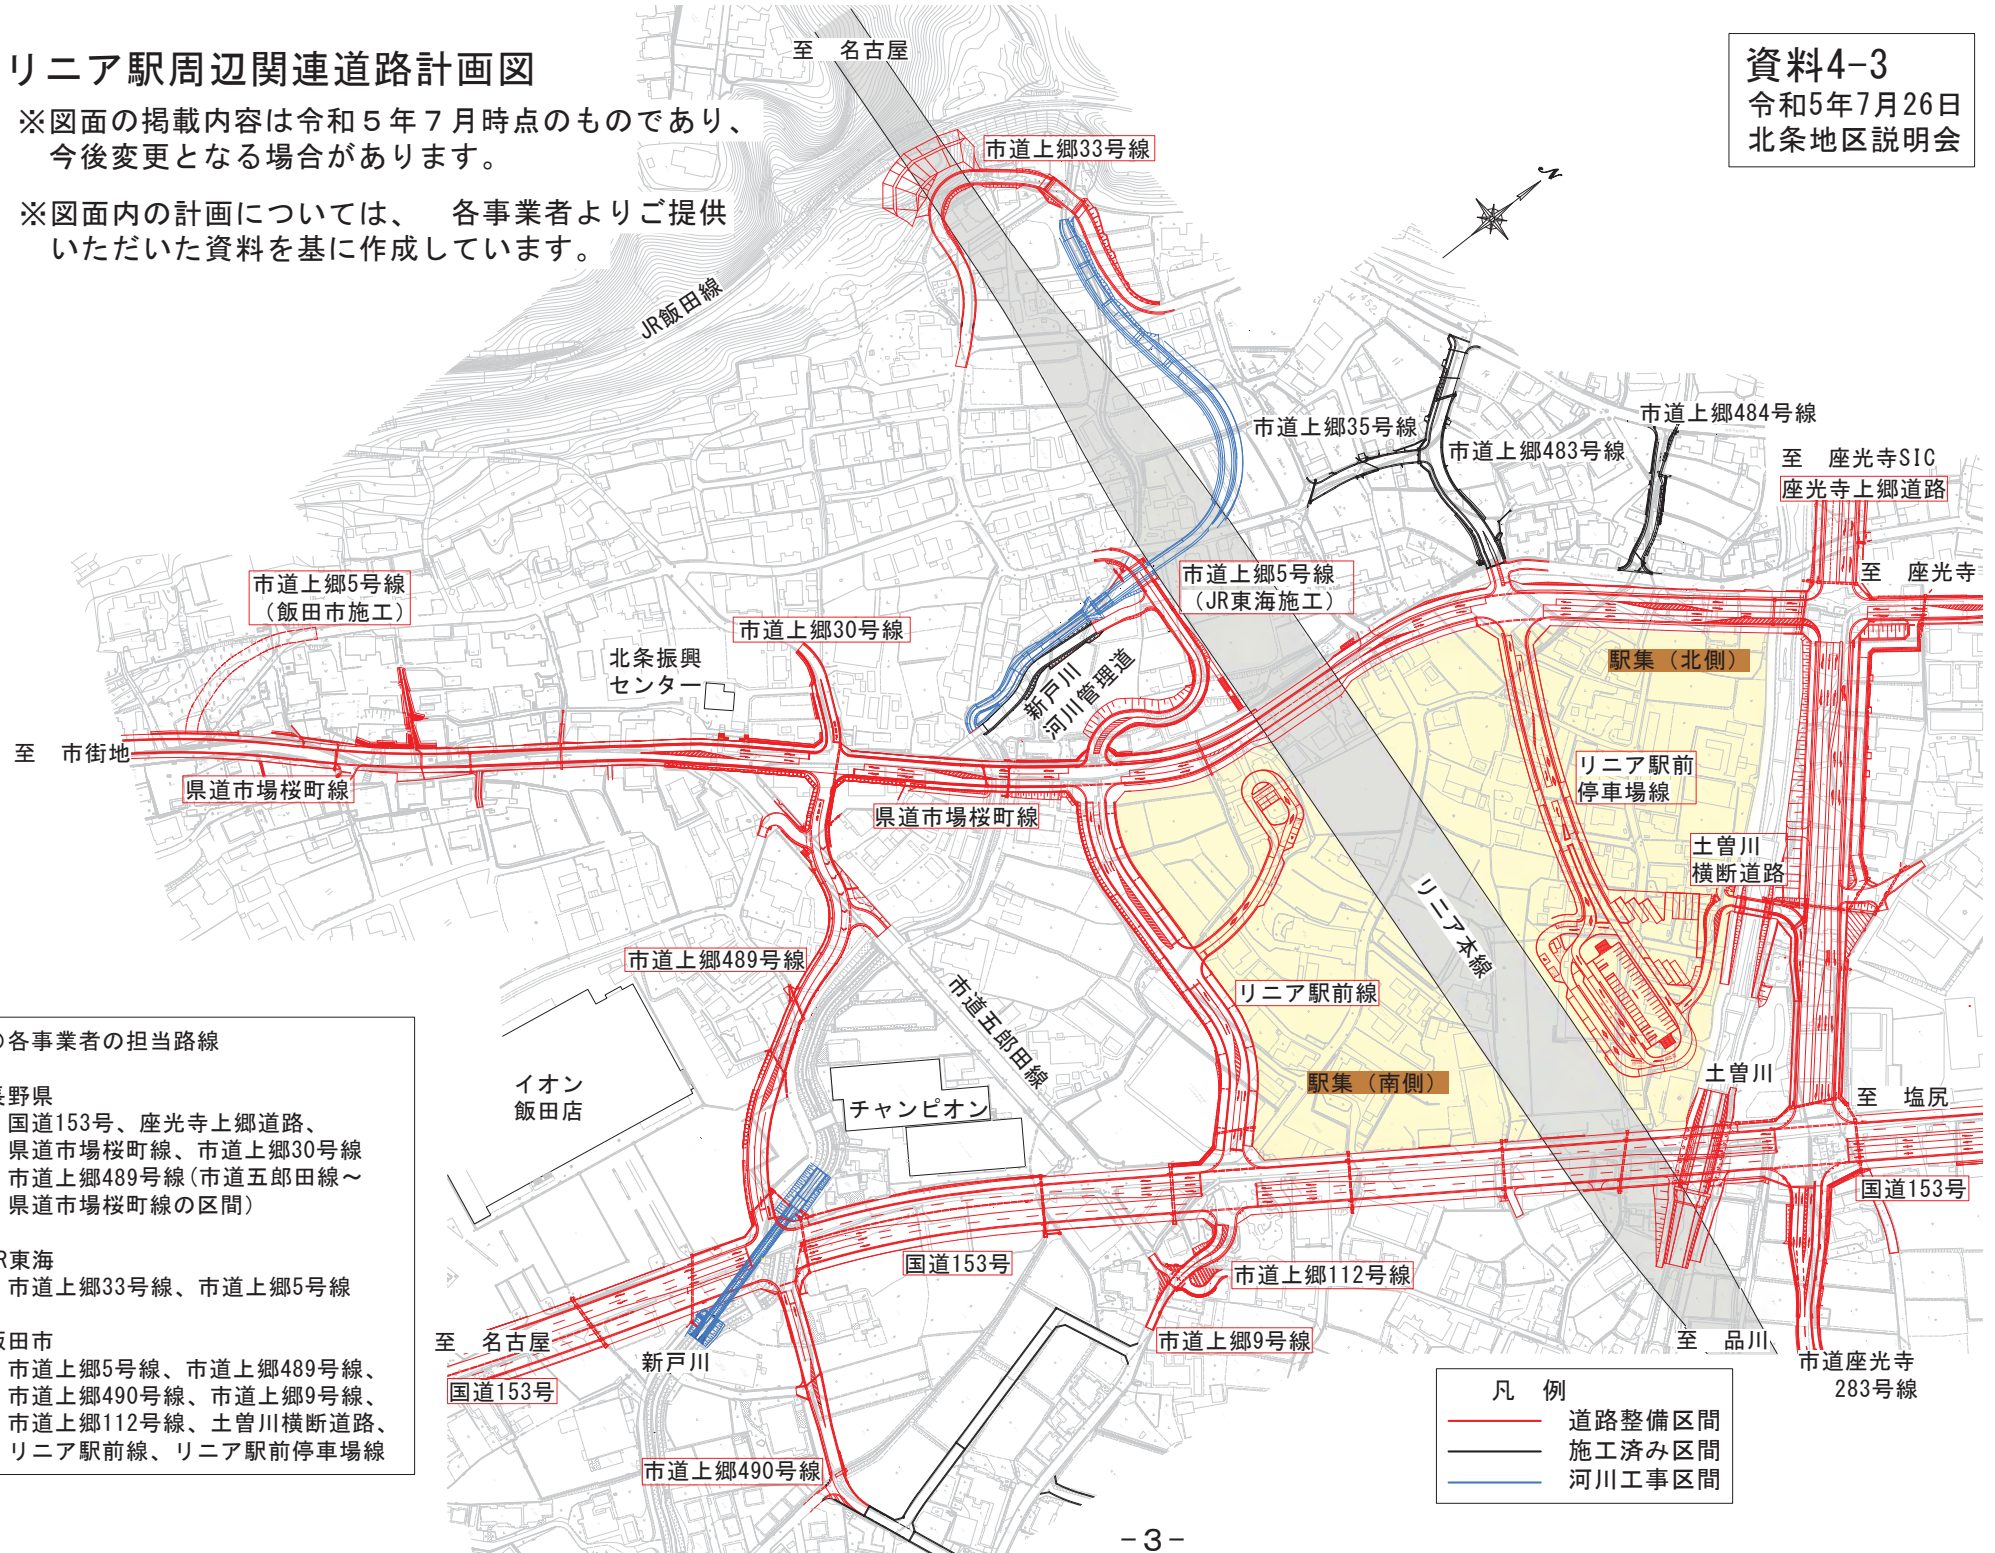 リニア駅周辺関連道路計画図
※図面の掲載内容は令和５年７月時点のものであり、
今後変更となる場合があります。
※図面内の計画については、　各事業者よりご提供
いただいた資料を基に作成しています。
資料4-3
令和5年7月26日
北条地区説明会
至　名古屋
市道上郷33号線
N
JR飯田線
市道上郷35号線
市道上郷483号線
市道上郷484号線
至　座光寺SIC
座光寺上郷道路
至　座光寺
市道上郷5号線
（飯田市施工）
市道上郷5号線
（JR東海施工）
市道上郷30号線
北条振興
センター
新戸川
河川管理道
駅集（北側）
至　市街地
県道市場桜町線
県道市場桜町線
リニア駅前
停車場線
土曽川
横断道路
リニア本線
市道上郷489号線
市道五郎田線
リニア駅前線
イオン
飯田店
チャンピオン
駅集（南側）
土曽川
至　塩尻
国道153号
国道153号
市道上郷112号線
市道上郷9号線
至　品川
市道座光寺
283号線
至　名古屋
国道153号
新戸川
市道上郷490号線
各事業者の担当路線
長野県
国道153号、座光寺上郷道路、
県道市場桜町線、市道上郷30号線
市道上郷489号線(市道五郎田線～
県道市場桜町線の区間)
R東海
市道上郷33号線、市道上郷5号線
飯田市
市道上郷5号線、市道上郷489号線、
市道上郷490号線、市道上郷9号線、
市道上郷112号線、土曽川横断道路、
リニア駅前線、リニア駅前停車場線
凡　例
道路整備区間
施工済み区間
河川工事区間
-3-